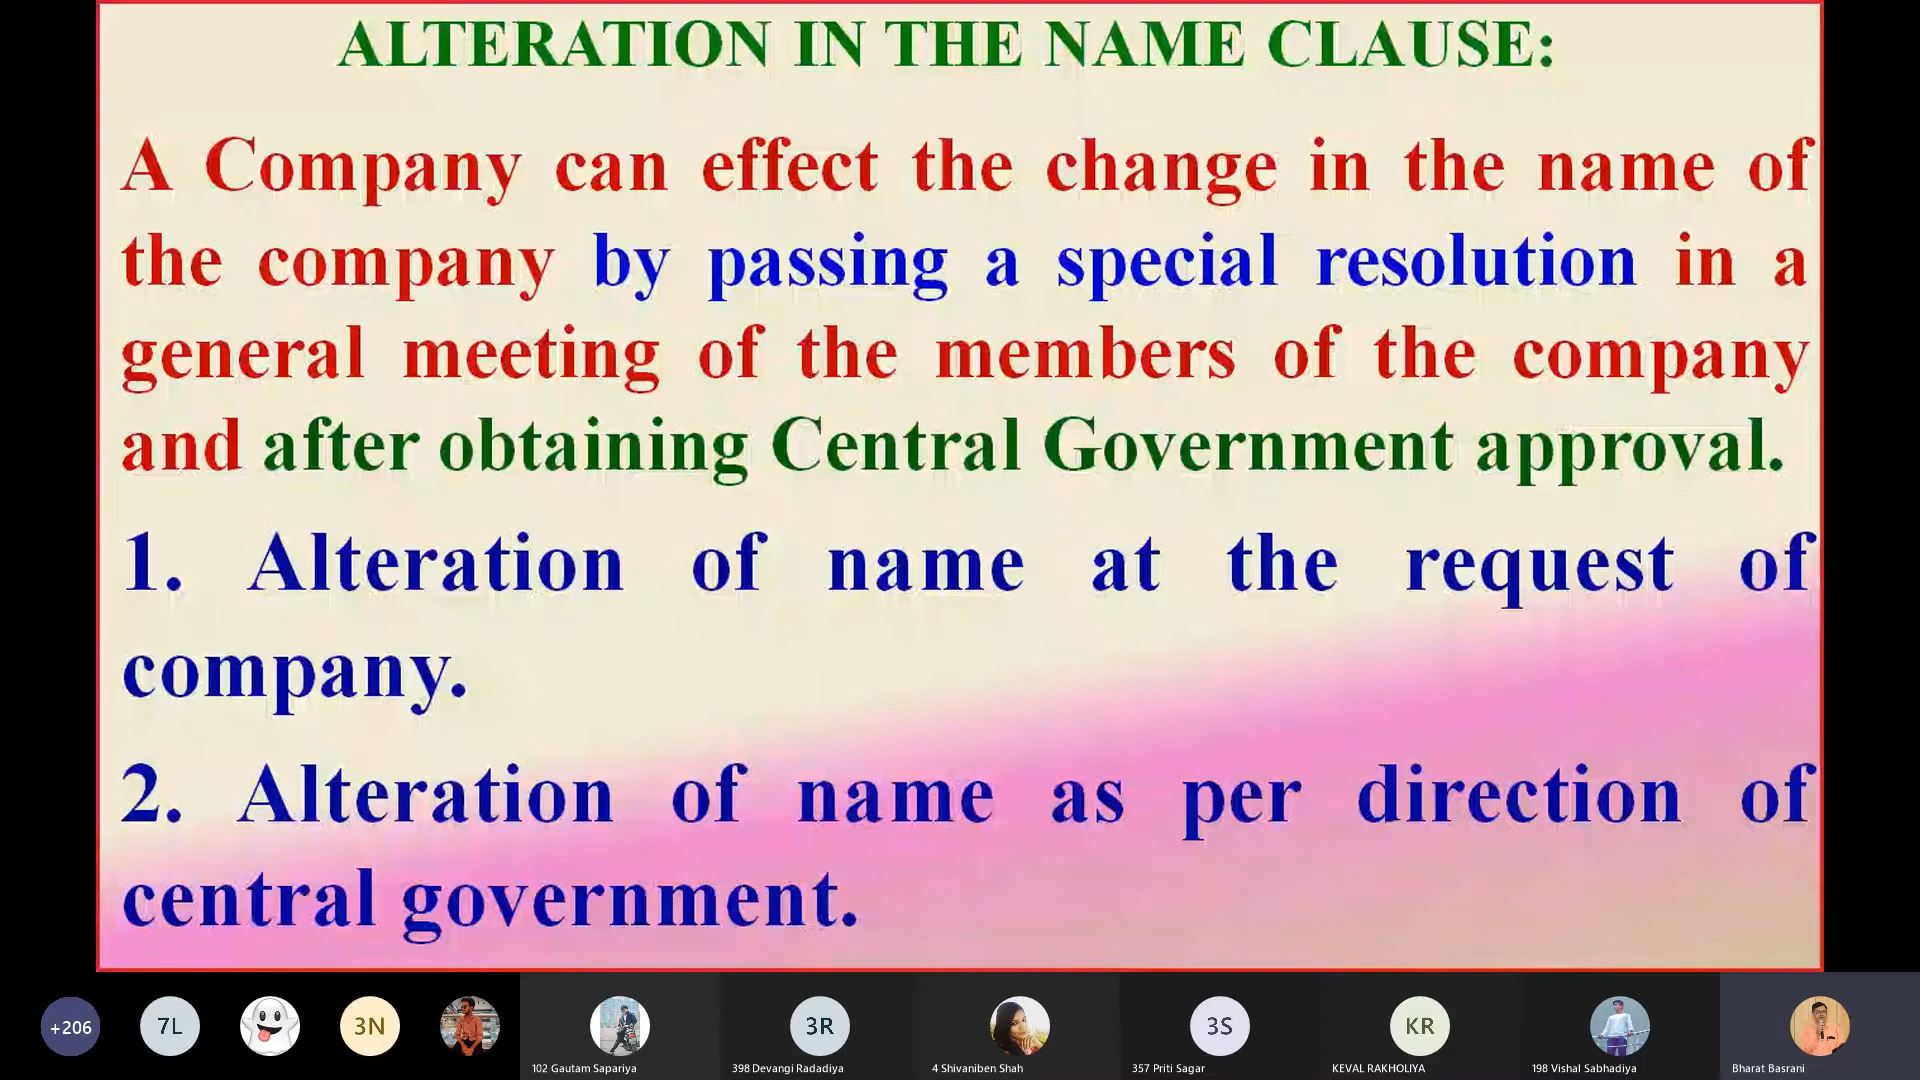 ALTERATION IN THE NAME CLAUSE:
A Company can effect the change in the name of
the company by passing a special resolution in a
general meeting of the members of the company
and after obtaining Central Government approval.
1. Alteration of name at the request of
company.
2. Alteration of name as per direction of
central government.
+206
7L
3N
3R
3S
KR
102 Gautam Sapariya
398 Devangi Radadiya
4 Shivaniben Shah
357 Priti Sagar
KEVAL RAKHOLIYA
198 Vishal Sabhadiya
Bharat Basrani